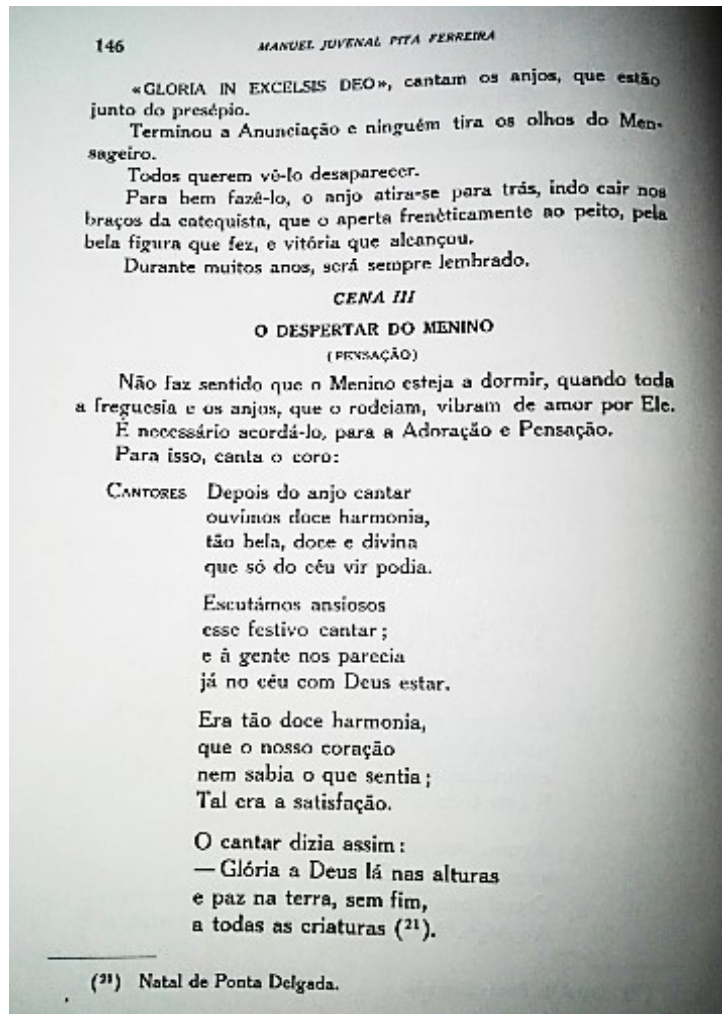 146
MANUEL JUVENAL PITA FERREIRA
«GLORIA IN EXCELSIS DEO», cantam os anjos, que estão
junto do presépio.
Terminou a Anunciação e ninguém tira os olhos do Men-
sageiro.
Todos querem vê-lo desaparecer.
Para bem fazê-lo, o anjo atira-se para trás, indo cair nos
braços da catequista, que o aperta frenèticamente ao peito, pela
bela figura que fez, e vitória que alcançou.
Durante muitos anos, será sempre lembrado.
CENA III
O DESPERTAR DO MENINO
(PENSAÇÃO)
Não faz sentido que o Menino esteja a dormir, quando toda
a freguesia e os anjos, que o rodeiam, vibram de amor por Ele.
É necessário acordá-lo, para a Adoração e Pensação.
Para isso, canta o coro:
CANTORES Depois do anjo cantar
ouvimos doce harmonia,
tão bela, doce e divina
que só do céu vir podia.
Escutámos ansiosos
esse festivo cantar;
e à gente nos parecia
já no céu com Deus estar.
Era tão doce harmonia,
que o nosso coração
nem sabia o que sentia;
Tal era a satisfação.
O cantar dizia assim:
— Glória a Deus lá nas alturas
e paz na terra, sem fim,
a todas as criaturas (21).
(21) Natal de Ponta Delgada.